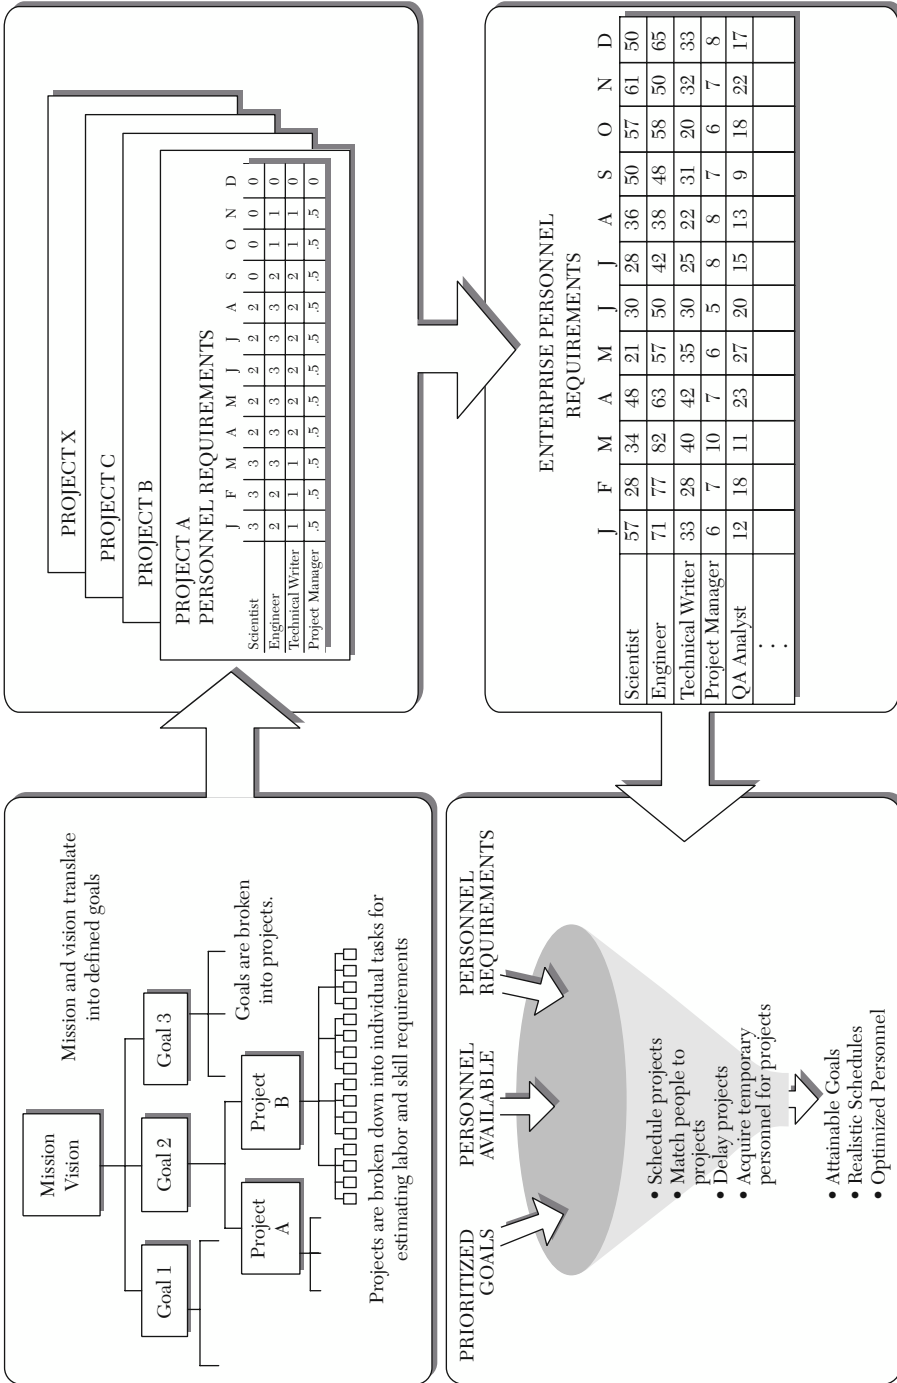 Mission
Vision
Mission and vision translate
into defined goals
Goal 1
Goal 2
Goal 3
Goals are broken
into projects.
Project
A
Project
B
Projects are broken down into individual tasks for
estimating labor and skill requirements
PROJECT X
PROJECT C
PROJECT B
PROJECT A
PERSONNEL REQUIREMENTS
J F M A M J J A S O N D
Scientist 3 3 3 2 2 2 2 2 0 0 0 0
Engineer 2 2 3 3 3 3 3 3 2 1 1 0
Technical Writer 1 1 1 2 2 2 2 2 2 1 1 0
Project Manager .5 .5 .5 .5 .5 .5 .5 .5 .5 .5 .5 0
PRIORITIZED
GOALS
PERSONNEL
AVAILABLE
PERSONNEL
REQUIREMENTS
• Schedule projects
• Match people to
projects
• Delay projects
• Acquire temporary
personnel for projects
• Attainable Goals
• Realistic Schedules
• Optimized Personnel
ENTERPRISE PERSONNEL
REQUIREMENTS
J F M A M J J A S O N D
Scientist 57 28 34 48 21 30 28 36 50 57 61 50
Engineer 71 77 82 63 57 50 42 38 48 58 50 65
Technical Writer 33 28 40 42 35 30 25 22 31 20 32 33
Project Manager 6 7 10 7 6 5 8 8 7 6 7 8
QA Analyst 12 18 11 23 27 20 15 13 9 18 22 17
: